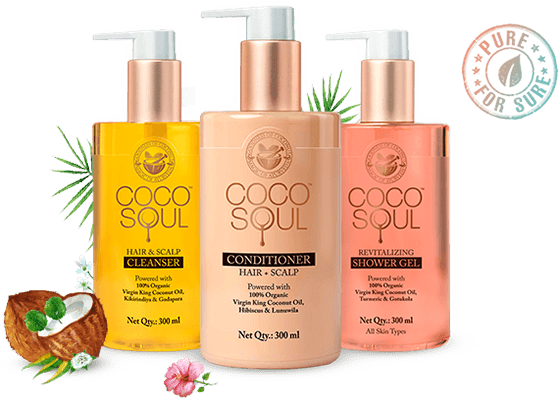 PURE
FOR SURE
COCO
SOUL
TM
HAIR & SCALP
CLEANSER
Powered with
100% Organic
Virgin King Coconut Oil,
Kikirindiya & Godapara
Net Qty.: 300 ml
COCO
SOUL
TM
CONDITIONER
HAIR + SCALP
Powered with
100% Organic
Virgin King Coconut Oil,
Hibiscus & Lunuwila
Net Qty.: 300 ml
COCO
SOUL
TM
REVITALIZING
SHOWER GEL
Powered with
100% Organic
Virgin King Coconut Oil,
Turmeric & Gotukola
Net Qty.: 300 ml
All Skin Types